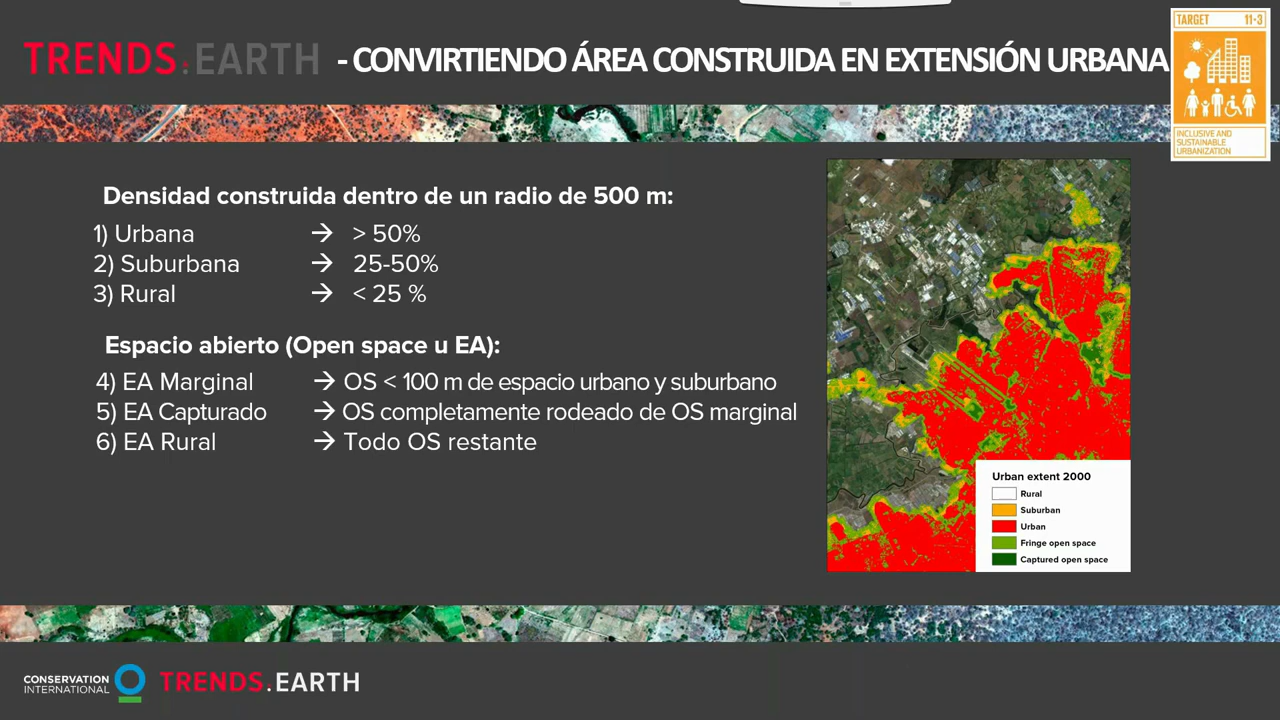 TRENDS.EARTH - CONVIRTIENDO ÁREA CONSTRUIDA EN EXTENSIÓN URBANA
TARGET 11·3
INCLUSIVE AND
SUSTAINABLE
URBANIZATION
Densidad construida dentro de un radio de 500 m:
1) Urbana → > 50%
2) Suburbana → 25-50%
3) Rural → < 25 %
Espacio abierto (Open space u EA):
4) EA Marginal → OS < 100 m de espacio urbano y suburbano
5) EA Capturado → OS completamente rodeado de OS marginal
6) EA Rural → Todo OS restante
Urban extent 2000
Rural
Suburban
Urban
Fringe open space
Captured open space
CONSERVATION
INTERNATIONAL
TRENDS.EARTH